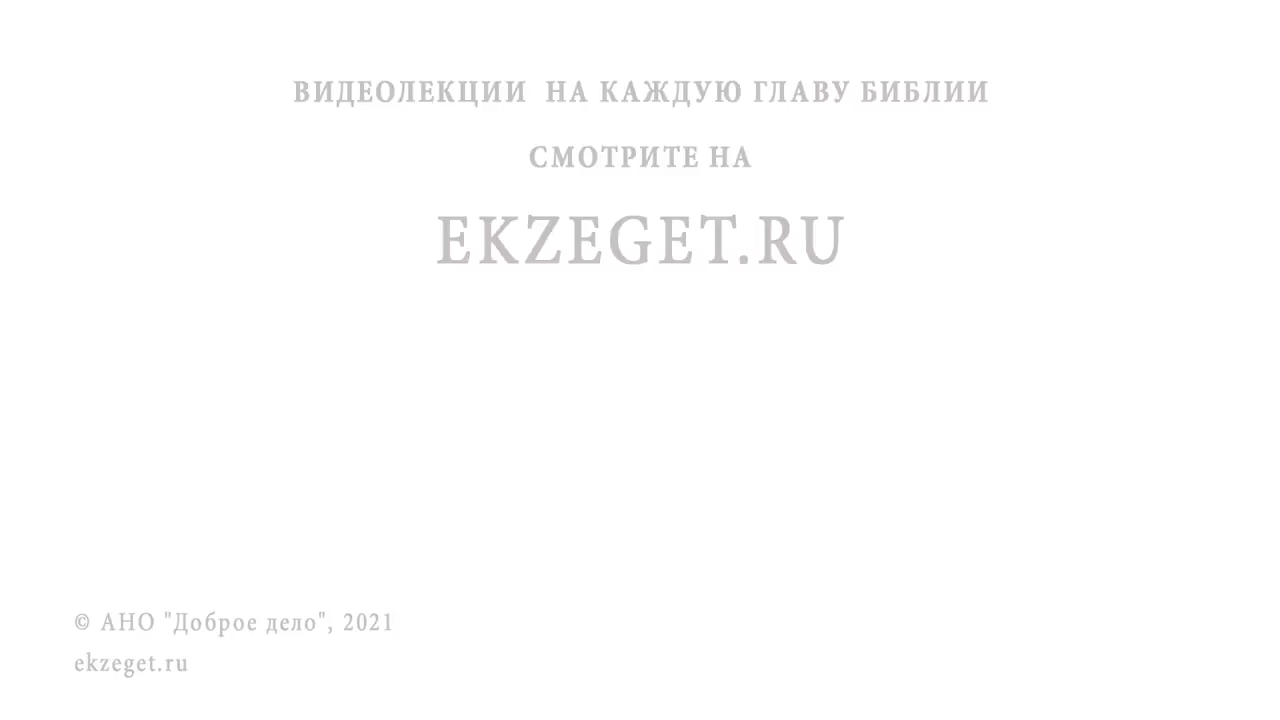 ВИДЕОЛЕКЦИИ НА КАЖДУЮ ГЛАВУ БИБЛИИ
СМОТРИТЕ НА
EKZEGET.RU
© АНО "Доброе дело", 2021
ekzeget.ru